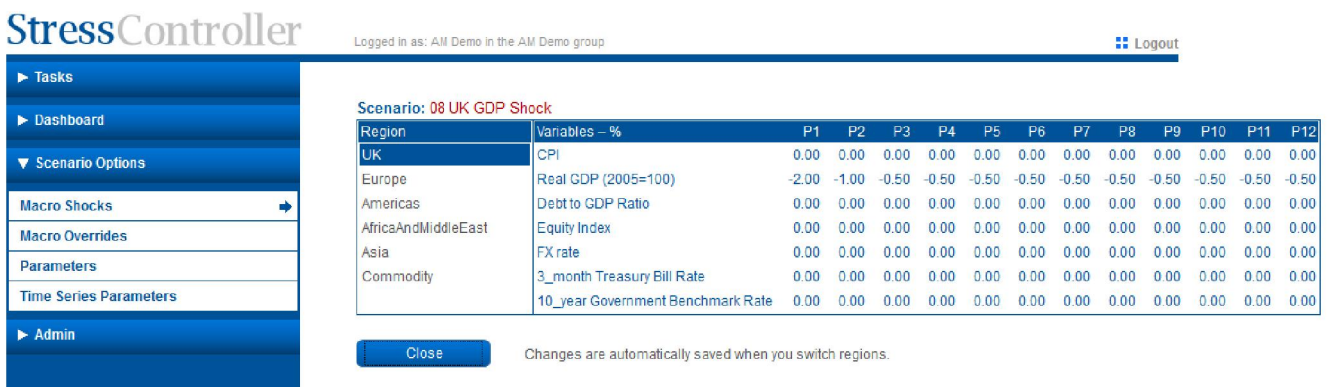 StressController
Logged in as: AM Demo in the AM Demo group
Logout
Tasks
Dashboard
Scenario Options
Macro Shocks
Macro Overrides
Parameters
Time Series Parameters
Admin
Scenario: 08 UK GDP Shock
Region Variables – % P1 P2 P3 P4 P5 P6 P7 P8 P9 P10 P11 P12
UK CPI 0.00 0.00 0.00 0.00 0.00 0.00 0.00 0.00 0.00 0.00 0.00 0.00
Europe Real GDP (2005=100) -2.00 -1.00 -0.50 -0.50 -0.50 -0.50 -0.50 -0.50 -0.50 -0.50 -0.50 -0.50
Americas Debt to GDP Ratio 0.00 0.00 0.00 0.00 0.00 0.00 0.00 0.00 0.00 0.00 0.00 0.00
AfricaAndMiddleEast Equity Index 0.00 0.00 0.00 0.00 0.00 0.00 0.00 0.00 0.00 0.00 0.00 0.00
Asia FX rate 0.00 0.00 0.00 0.00 0.00 0.00 0.00 0.00 0.00 0.00 0.00 0.00
Commodity 3_month Treasury Bill Rate 0.00 0.00 0.00 0.00 0.00 0.00 0.00 0.00 0.00 0.00 0.00 0.00
10_year Government Benchmark Rate 0.00 0.00 0.00 0.00 0.00 0.00 0.00 0.00 0.00 0.00 0.00 0.00
Close
Changes are automatically saved when you switch regions.